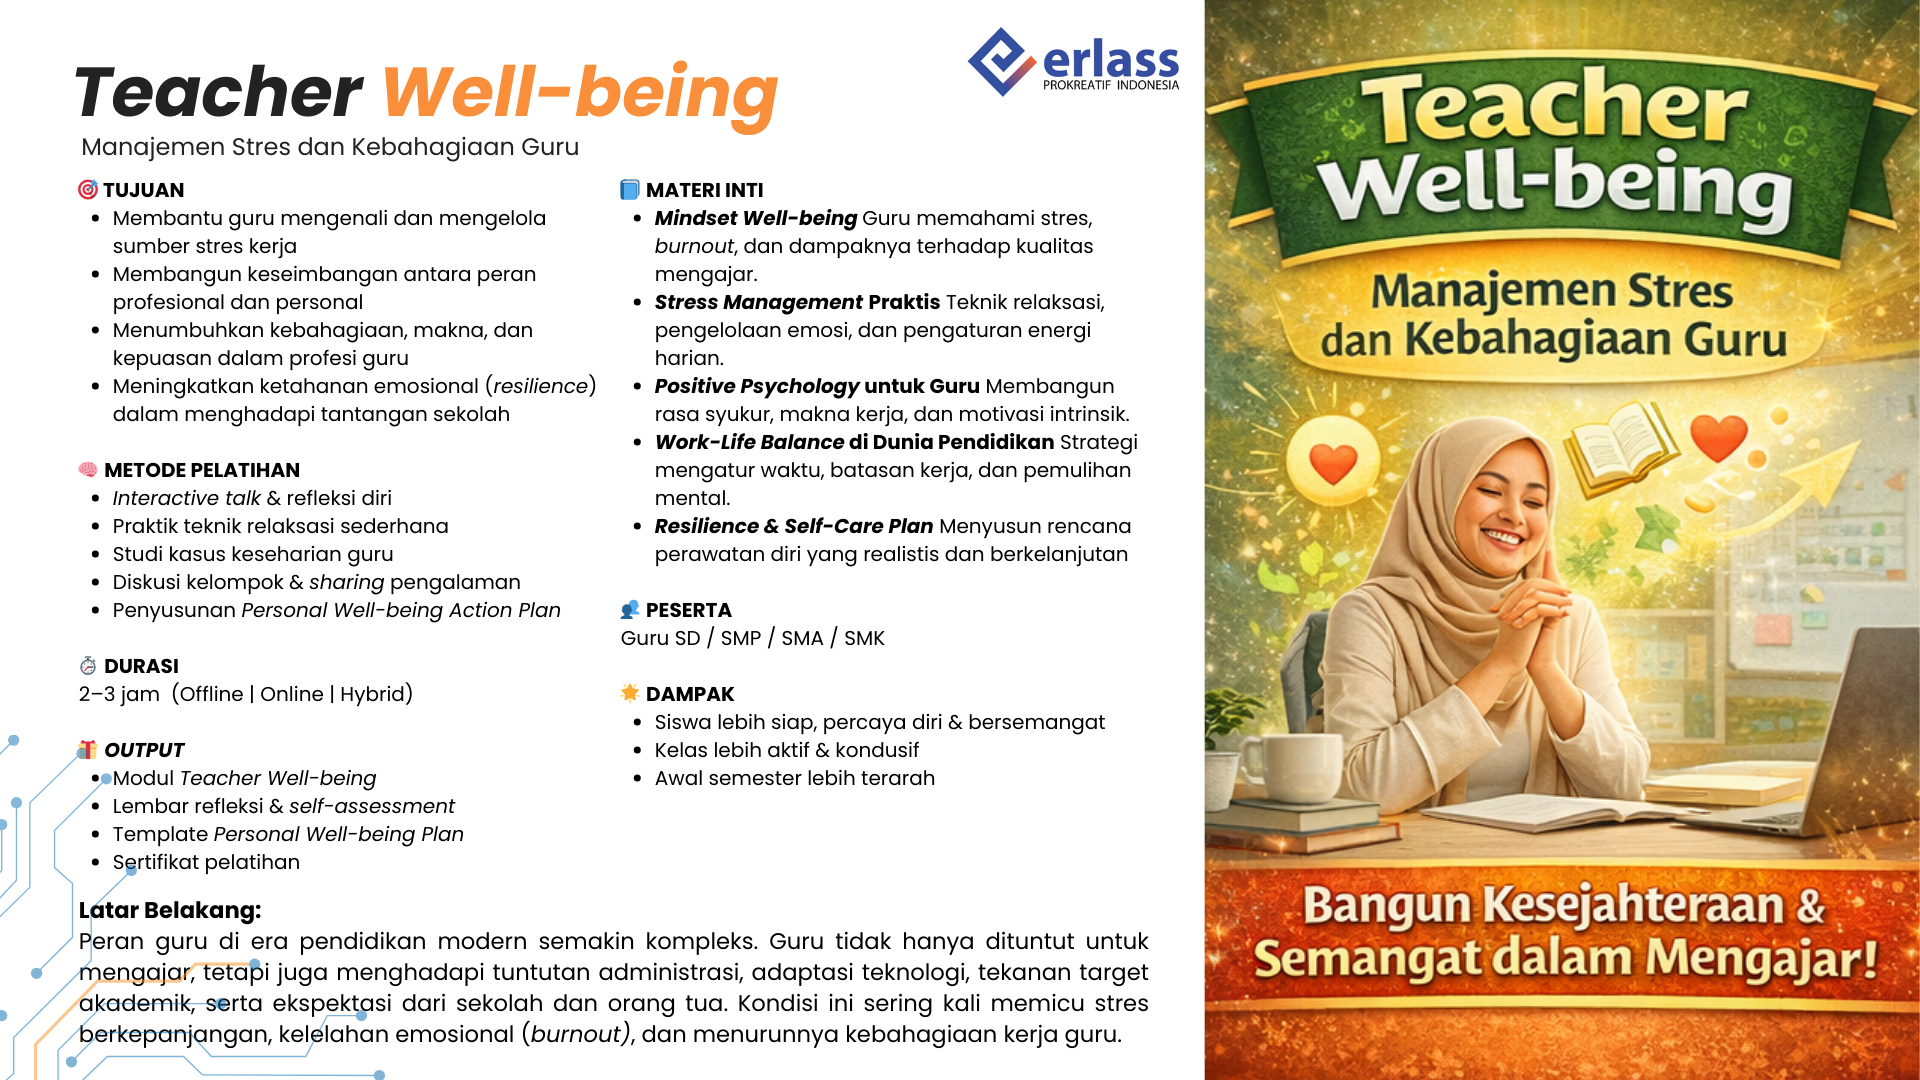 Teacher Well-being
Manajemen Stres dan Kebahagiaan Guru
erlass
PROKREATIF INDONESIA
TUJUAN
• Membantu guru mengenali dan mengelola
sumber stres kerja
• Membangun keseimbangan antara peran
profesional dan personal
• Menumbuhkan kebahagiaan, makna, dan
kepuasan dalam profesi guru
• Meningkatkan ketahanan emosional (resilience)
dalam menghadapi tantangan sekolah
METODE PELATIHAN
• Interactive talk & refleksi diri
• Praktik teknik relaksasi sederhana
• Studi kasus keseharian guru
• Diskusi kelompok & sharing pengalaman
• Penyusunan Personal Well-being Action Plan
DURASI
2–3 jam (Offline | Online | Hybrid)
OUTPUT
• Modul Teacher Well-being
• Lembar refleksi & self-assessment
• Template Personal Well-being Plan
• Sertifikat pelatihan
MATERI INTI
• Mindset Well-being Guru memahami stres,
burnout, dan dampaknya terhadap kualitas
mengajar.
• Stress Management Praktis Teknik relaksasi,
pengelolaan emosi, dan pengaturan energi
harian.
• Positive Psychology untuk Guru Membangun
rasa syukur, makna kerja, dan motivasi intrinsik.
• Work-Life Balance di Dunia Pendidikan Strategi
mengatur waktu, batasan kerja, dan pemulihan
mental.
• Resilience & Self-Care Plan Menyusun rencana
perawatan diri yang realistis dan berkelanjutan
PESERTA
Guru SD / SMP / SMA / SMK
DAMPAK
• Siswa lebih siap, percaya diri & bersemangat
• Kelas lebih aktif & kondusif
• Awal semester lebih terarah
Latar Belakang:
Peran guru di era pendidikan modern semakin kompleks. Guru tidak hanya dituntut untuk
mengajar, tetapi juga menghadapi tuntutan administrasi, adaptasi teknologi, tekanan target
akademik, serta ekspektasi dari sekolah dan orang tua. Kondisi ini sering kali memicu stres
berkepanjangan, kelelahan emosional (burnout), dan menurunnya kebahagiaan kerja guru.
Teacher
Well-being
Manajemen Stres
dan Kebahagiaan Guru
Bangun Kesejahteraan &
Semangat dalam Mengajar!